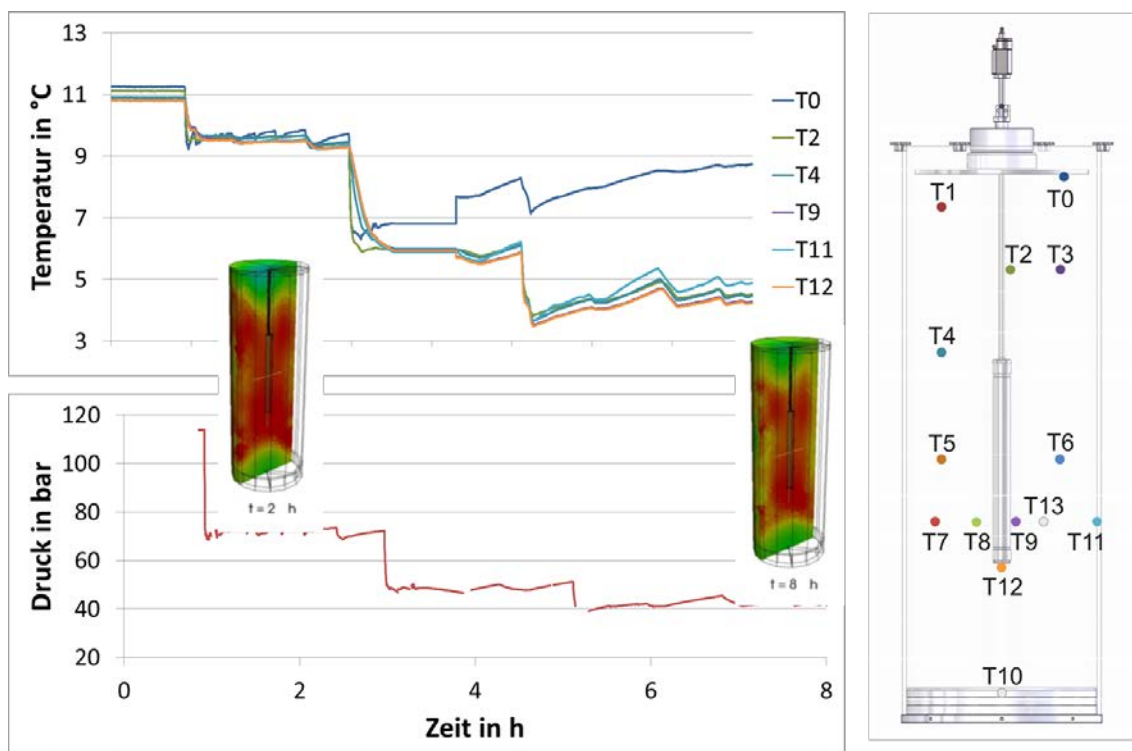 13
11
9
7
5
3
Temperatur in °C
T0
T2
T4
T9
T11
T12
t = 2 h
t = 8 h
120
100
80
60
40
20
Druck in bar
0 2 4 6 8
Zeit in h
T1 T0
T2 T3
T4
T5 T6
T13
T7 T8 T9 T11
T12
T10